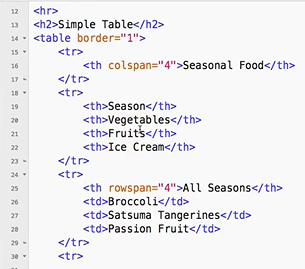 12 <hr>
13 <h2>Simple Table</h2>
14 <table border="1">
15 <tr>
16 <th colspan="4">Seasonal Food</th>
17 </tr>
18 <tr>
19 <th>Season</th>
20 <th>Vegetables</th>
21 <th>Fruits</th>
22 <th>Ice Cream</th>
23 </tr>
24 <tr>
25 <th rowspan="4">All Seasons</th>
26 <td>Broccoli</td>
27 <td>Satsuma Tangerines</td>
28 <td>Passion Fruit</td>
29 </tr>
30 <tr>